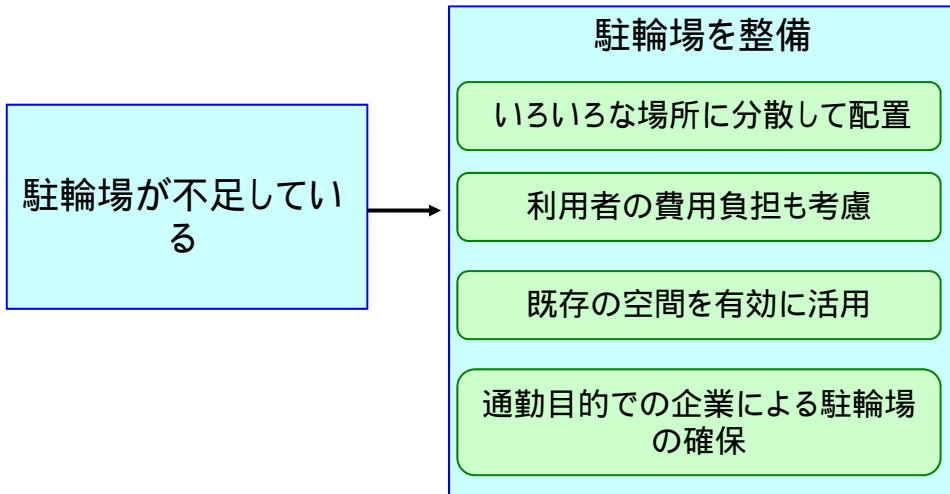 駐輪場が不足してい
る
駐輪場を整備
いろいろな場所に分散して配置
利用者の費用負担も考慮
既存の空間を有効に活用
通勤目的での企業による駐輪場
の確保